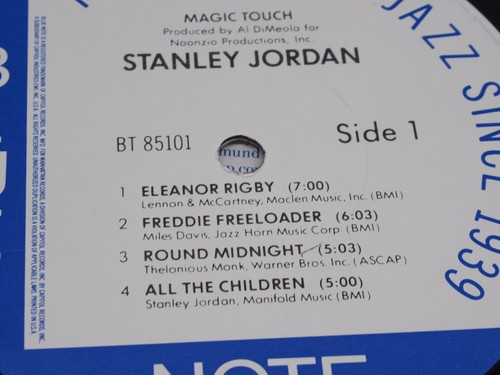 MAGIC TOUCH
Produced by Al DiMeola for
Noonzio Productions, Inc.
STANLEY JORDAN
BT 85101
Side 1
mund
1 ELEANOR RIGBY (7:00)
Lennon & McCartney, Maclen Music, Inc. (BMI)
2 FREDDIE FREELOADER (6:03)
Miles Davis, Jazz Horn Music Corp. (BMI)
3 ROUND MIDNIGHT (5:03)
Thelonious Monk, Warner Bros. Inc. (ASCAP)
4 ALL THE CHILDREN (5:00)
Stanley Jordan, Manifold Music (BMI)
JAZZ SINCE 1939
NOTE